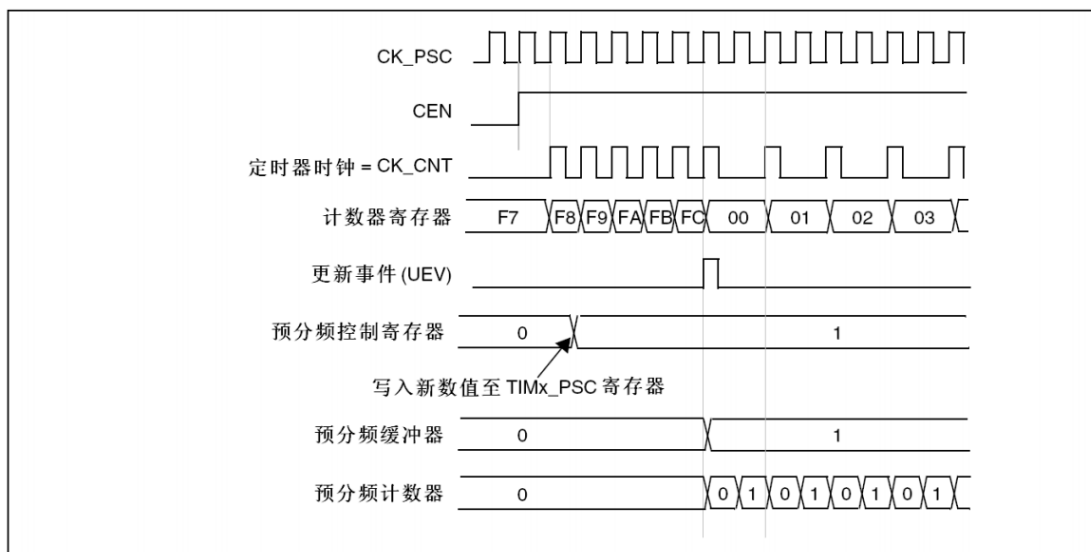 CK_PSC
CEN
定时器时钟 = CK_CNT
计数器寄存器 F7 F8 F9 FA FB FC 00 01 02 03
更新事件(UEV)
预分频控制寄存器 0 1
写入新数值至 TIMx_PSC 寄存器
预分频缓冲器 0 1
预分频计数器 0 0 1 0 1 0 1 0 1